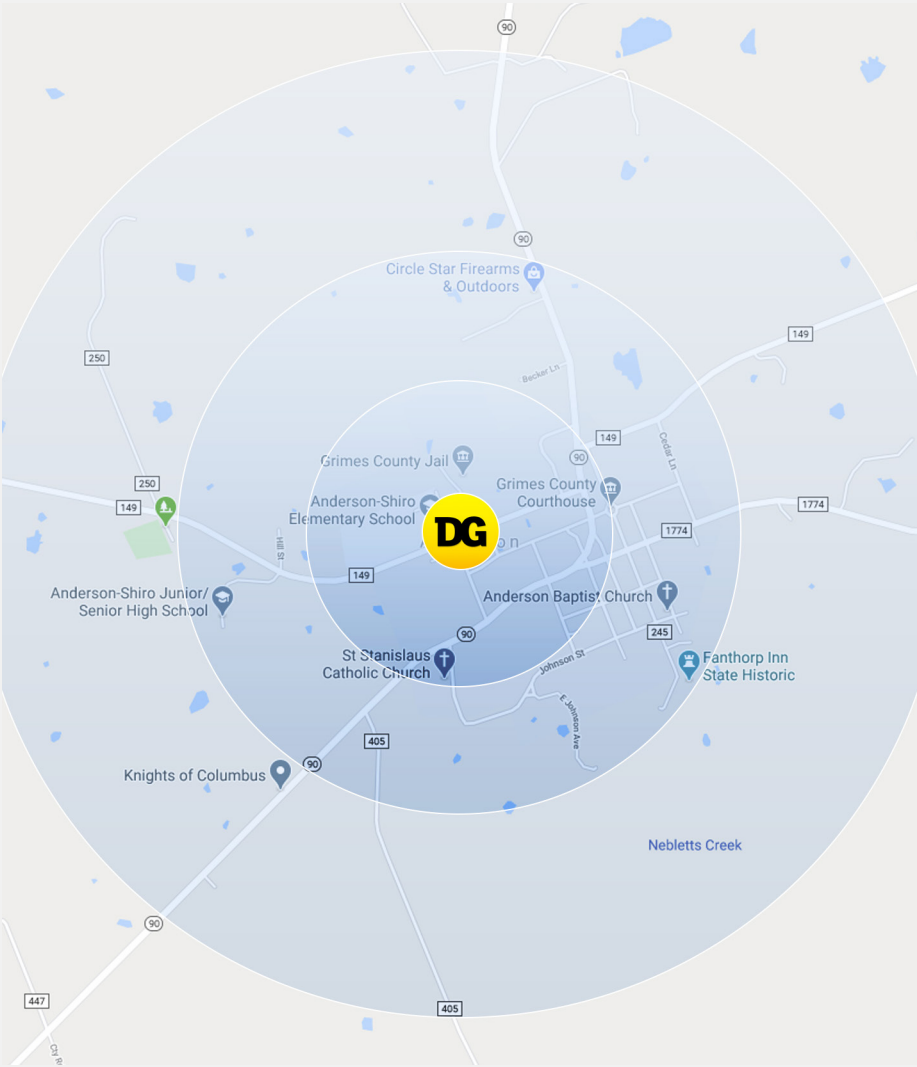 90
90
Circle Star Firearms
& Outdoors
149
250
Becker Ln
149
90
Cedar Ln
Grimes County Jail
250
149
Grimes County
Courthouse
Anderson-Shiro
Elementary School
1774
1774
DG
on
Hill St
149
Anderson-Shiro Junior/
Senior High School
Anderson Baptist Church
90
245
St Stanislaus
Catholic Church
Johnson St
Fanthorp Inn
State Historic
E Johnson Ave
405
90
Knights of Columbus
Nebletts Creek
90
447
405